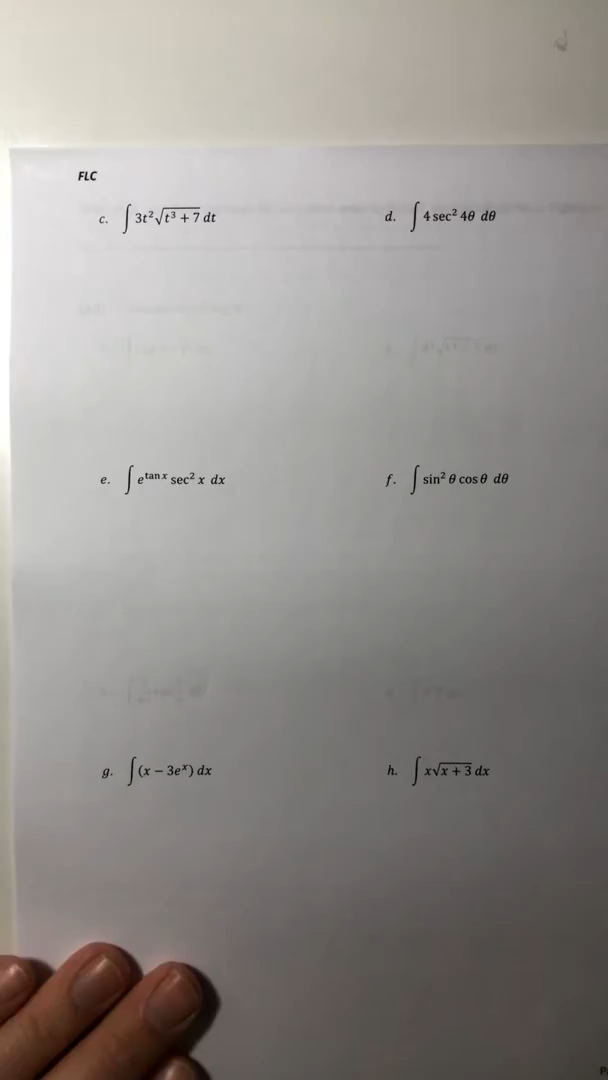 FLC
c. ∫ 3t²√(t³ + 7) dt
d. ∫ 4 sec² 4θ dθ
e. ∫ e^(tan x) sec² x dx
f. ∫ sin² θ cos θ dθ
g. ∫ (x − 3eˣ) dx
h. ∫ x√(x + 3) dx